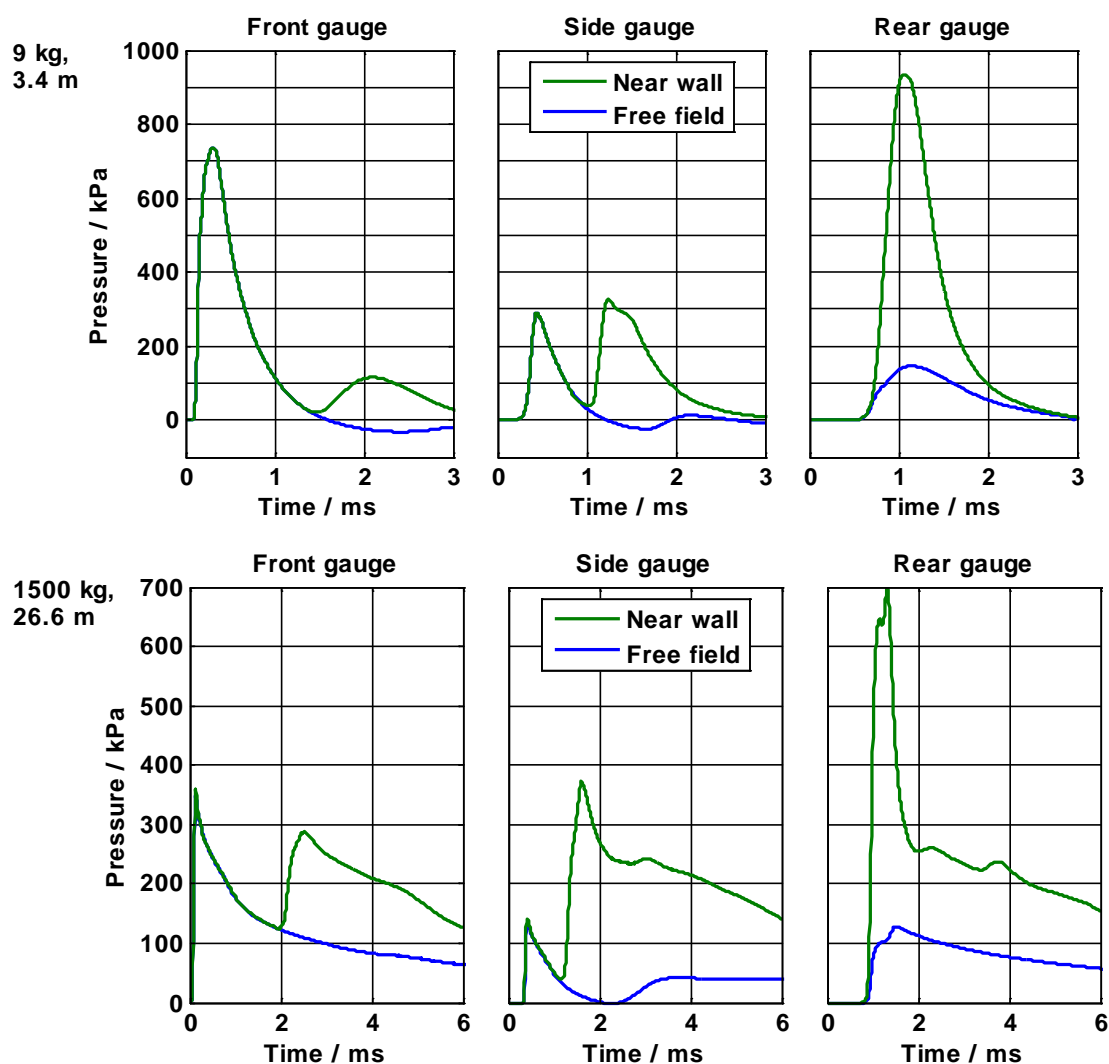 Front gauge
Side gauge
Rear gauge
9 kg,
3.4 m
1000
800
600
400
200
0
Pressure / kPa
Near wall
Free field
0 1 2 3
0 1 2 3
0 1 2 3
Time / ms
Time / ms
Time / ms
Front gauge
Side gauge
Rear gauge
1500 kg,
26.6 m
700
600
500
400
300
200
100
0
Pressure / kPa
Near wall
Free field
0 2 4 6
0 2 4 6
0 2 4 6
Time / ms
Time / ms
Time / ms